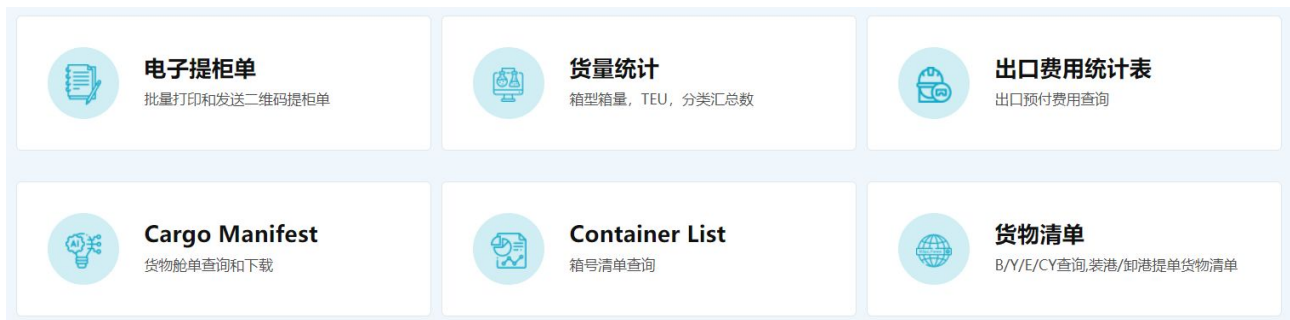 电子提柜单
批量打印和发送二维码提柜单
货量统计
箱型箱量, TEU, 分类汇总数
出口费用统计表
出口预付费用查询
Cargo Manifest
货物舱单查询和下载
Container List
箱号清单查询
货物清单
B/Y/E/CY查询,装港/卸港提单货物清单